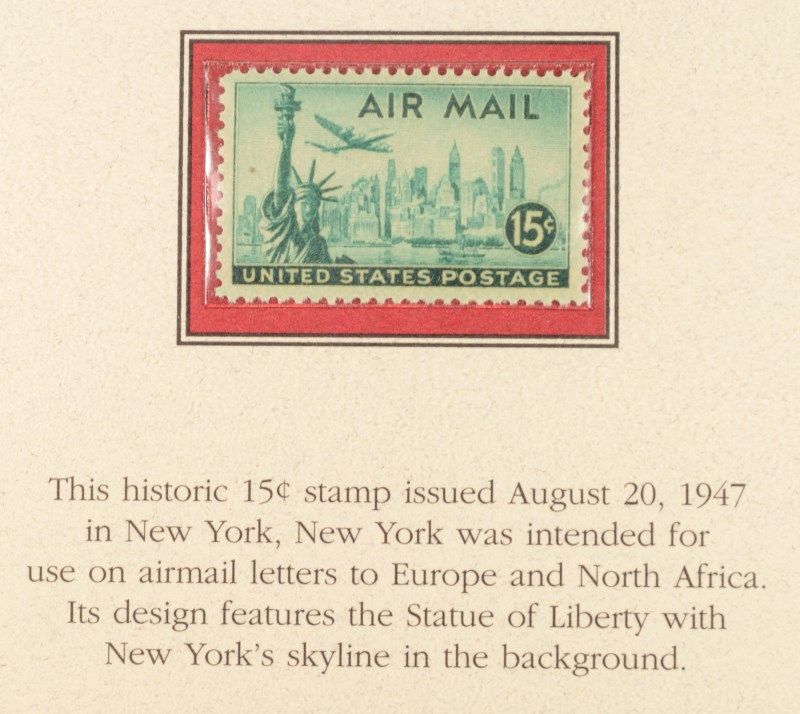 AIR MAIL
15¢
UNITED STATES POSTAGE
This historic 15¢ stamp issued August 20, 1947
in New York, New York was intended for
use on airmail letters to Europe and North Africa.
Its design features the Statue of Liberty with
New York's skyline in the background.